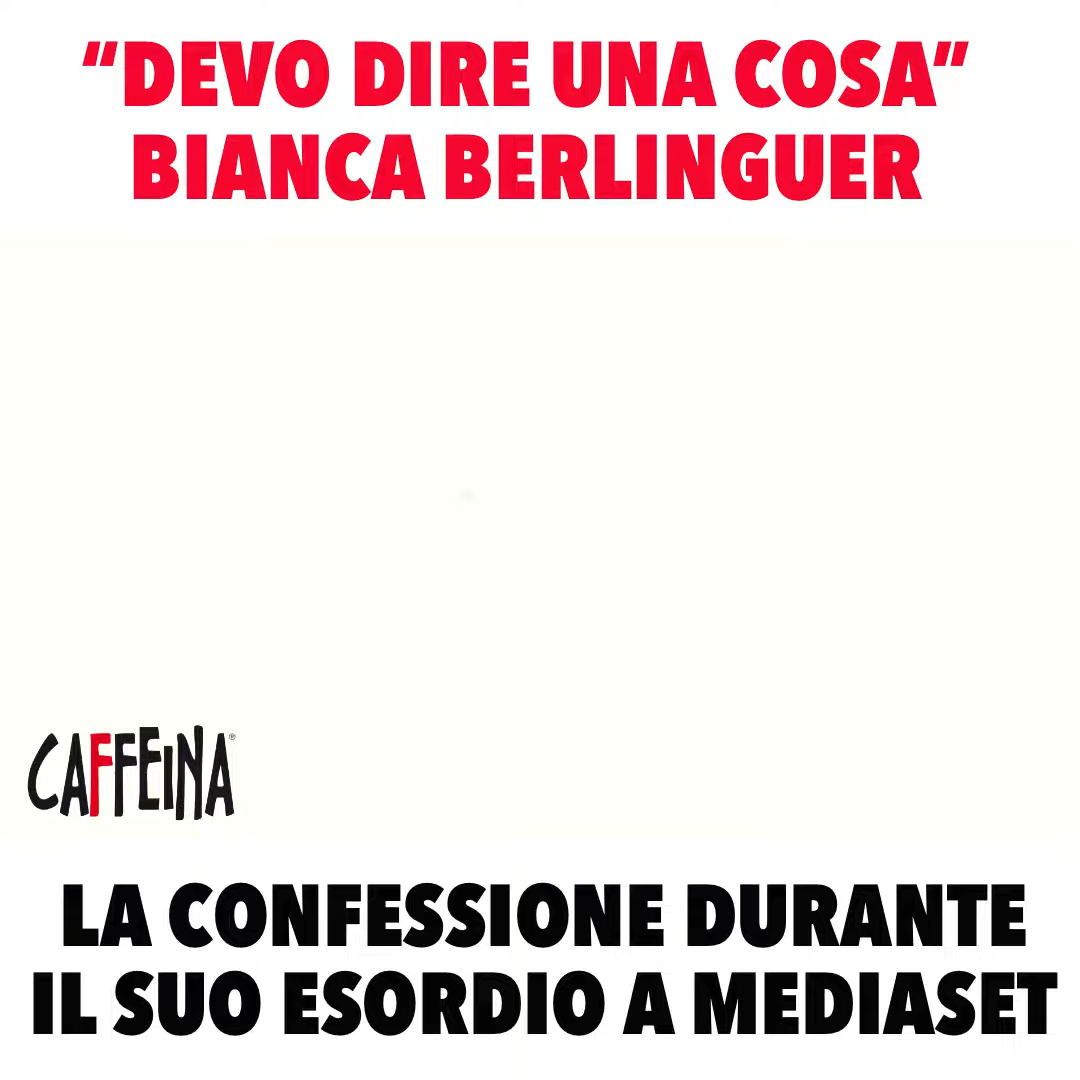 “DEVO DIRE UNA COSA”
BIANCA BERLINGUER
CAFFEINA®
LA CONFESSIONE DURANTE
IL SUO ESORDIO A MEDIASET